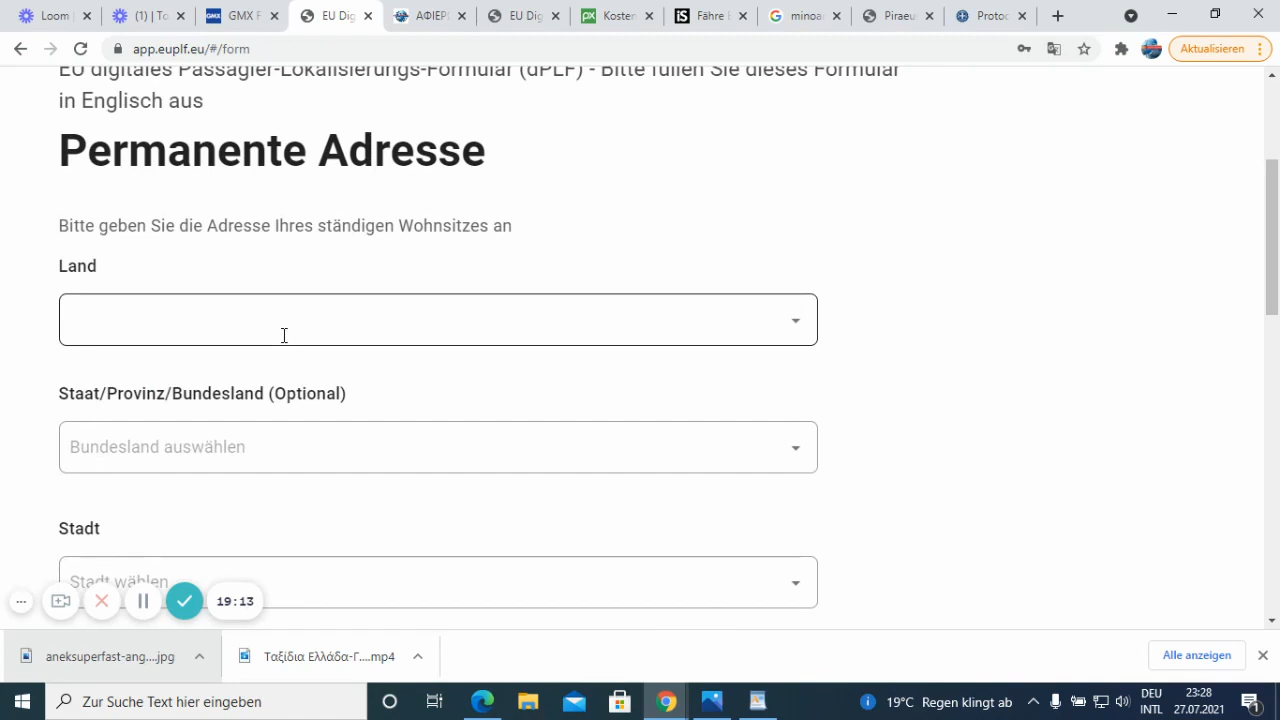 Loom
(1) | To
GMX F
EU Dig
ΑΦΙΕΡ
EU Dig
Kosten
Fähre
minoa
Piraeu
Protoc
app.euplf.eu/#/form
Aktualisieren
EU digitales Passagier-Lokalisierungs-Formular (dPLF) - Bitte füllen Sie dieses Formular
in Englisch aus
Permanente Adresse
Bitte geben Sie die Adresse Ihres ständigen Wohnsitzes an
Land
Staat/Provinz/Bundesland (Optional)
Bundesland auswählen
Stadt
Stadt wählen
19:13
aneksuperfast-ang....jpg
Ταξίδια Ελλάδα-Γ....mp4
Alle anzeigen
Zur Suche Text hier eingeben
19°C Regen klingt ab
DEU
INTL
23:28
27.07.2021
1